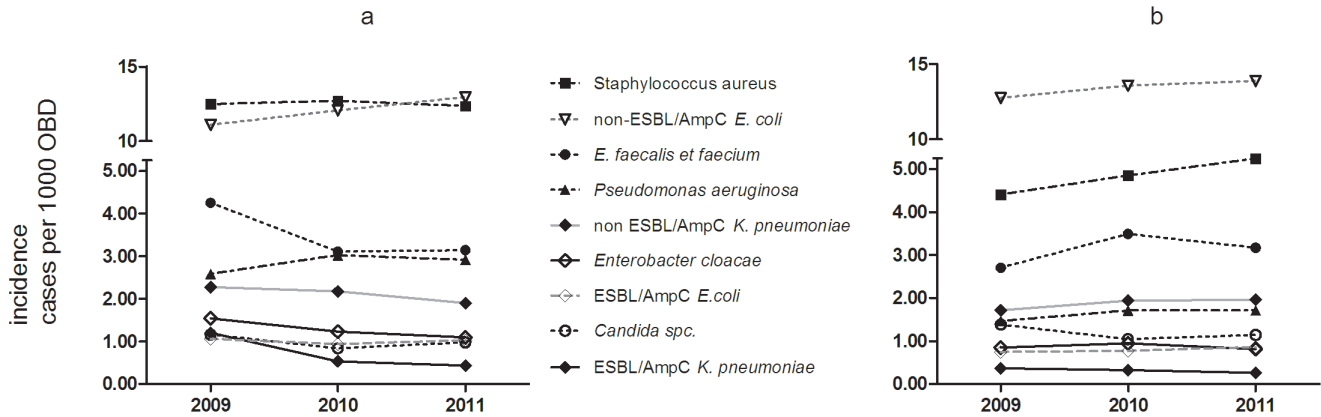 a
b
incidence
cases per 1000 OBD
15
10
5.00
4.00
3.00
2.00
1.00
0.00
2009 2010 2011
Staphylococcus aureus
non-ESBL/AmpC E. coli
E. faecalis et faecium
Pseudomonas aeruginosa
non ESBL/AmpC K. pneumoniae
Enterobacter cloacae
ESBL/AmpC E.coli
Candida spc.
ESBL/AmpC K. pneumoniae
15
10
5.00
4.00
3.00
2.00
1.00
0.00
2009 2010 2011